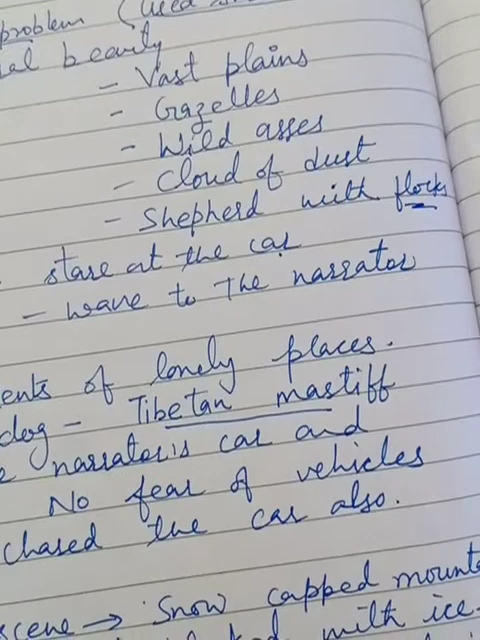 problem (
beauty
- Vast plains
- Gazelles
- Wild asses
- Cloud of dust
- Shepherd with flocks
stare at the car
- wave to The narrator
ents of lonely places.
dog - Tibetan mastiff
narrator's car and
No fear of vehicles
chased the car also.
scene → Snow capped mount
with ice-